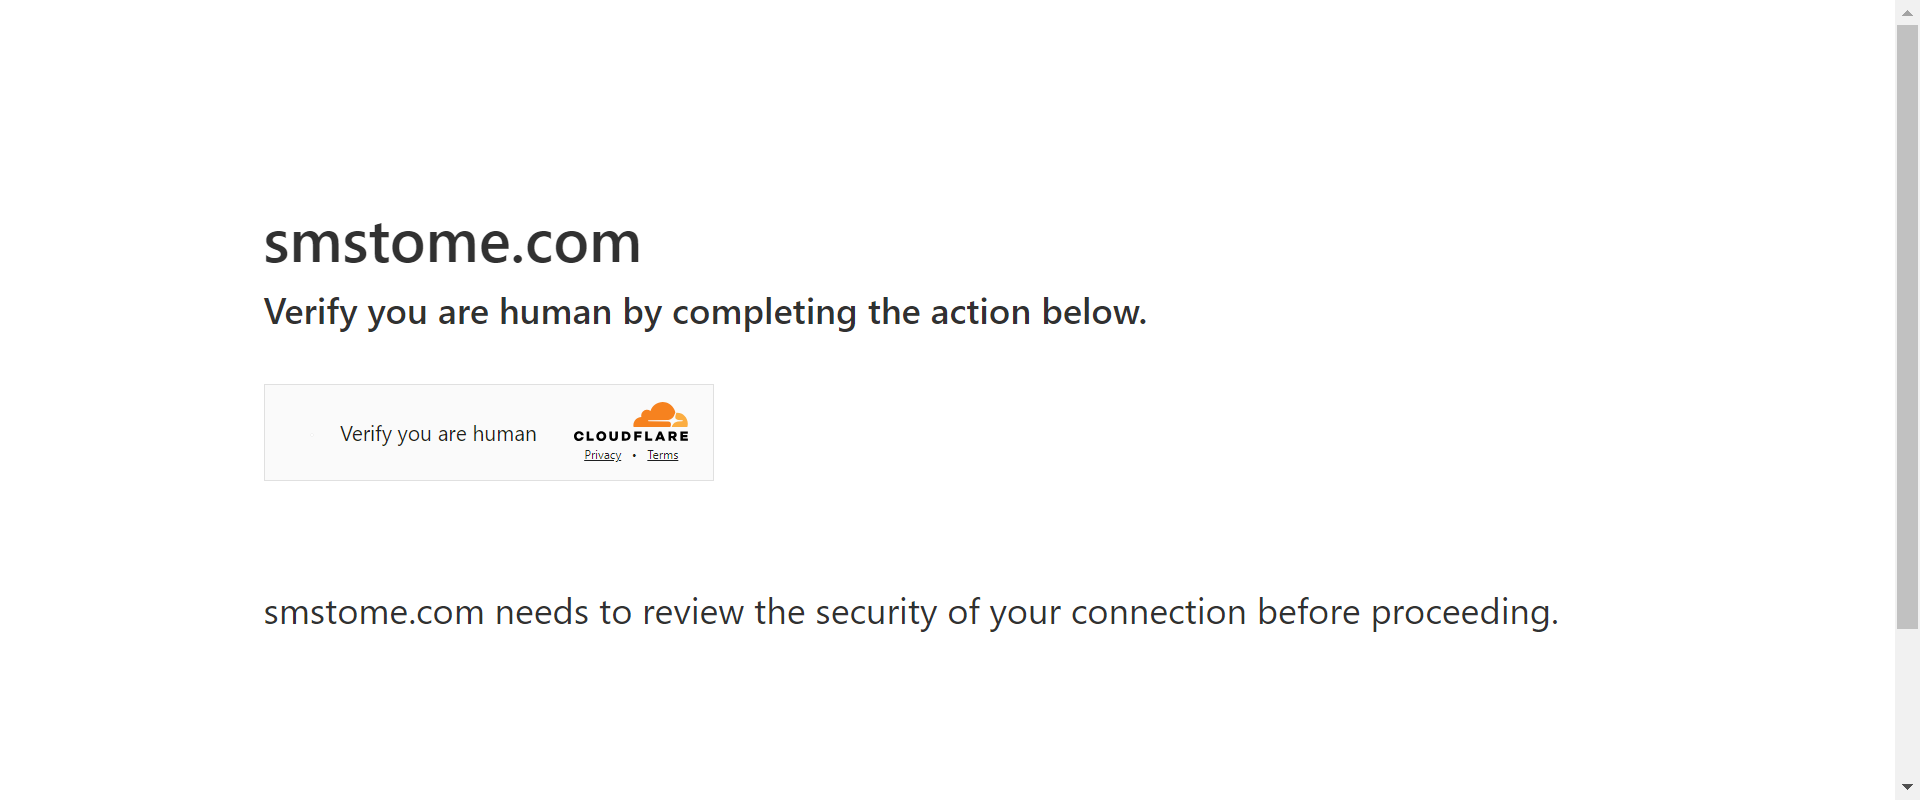 smstome.com
Verify you are human by completing the action below.
Verify you are human
CLOUDFLARE
Privacy • Terms
smstome.com needs to review the security of your connection before proceeding.